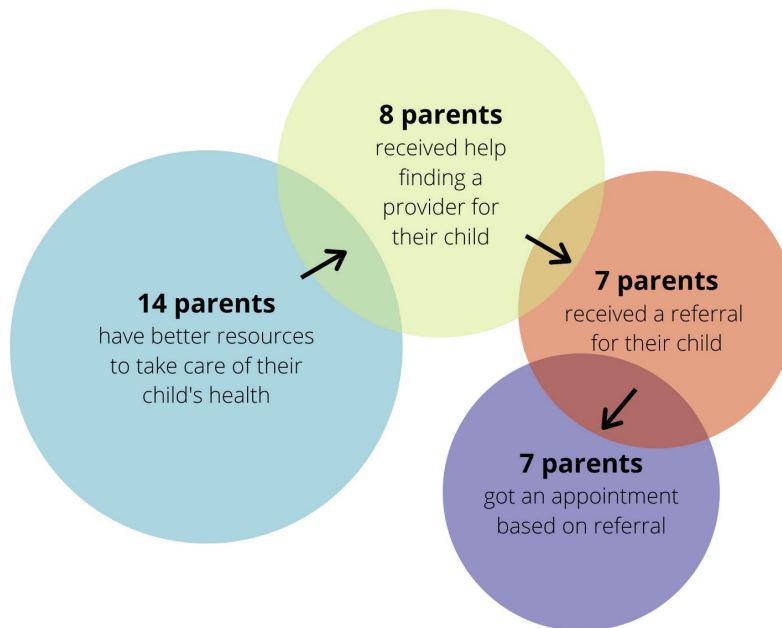 14 parents
have better resources
to take care of their
child's health
8 parents
received help
finding a
provider for
their child
7 parents
received a referral
for their child
7 parents
got an appointment
based on referral